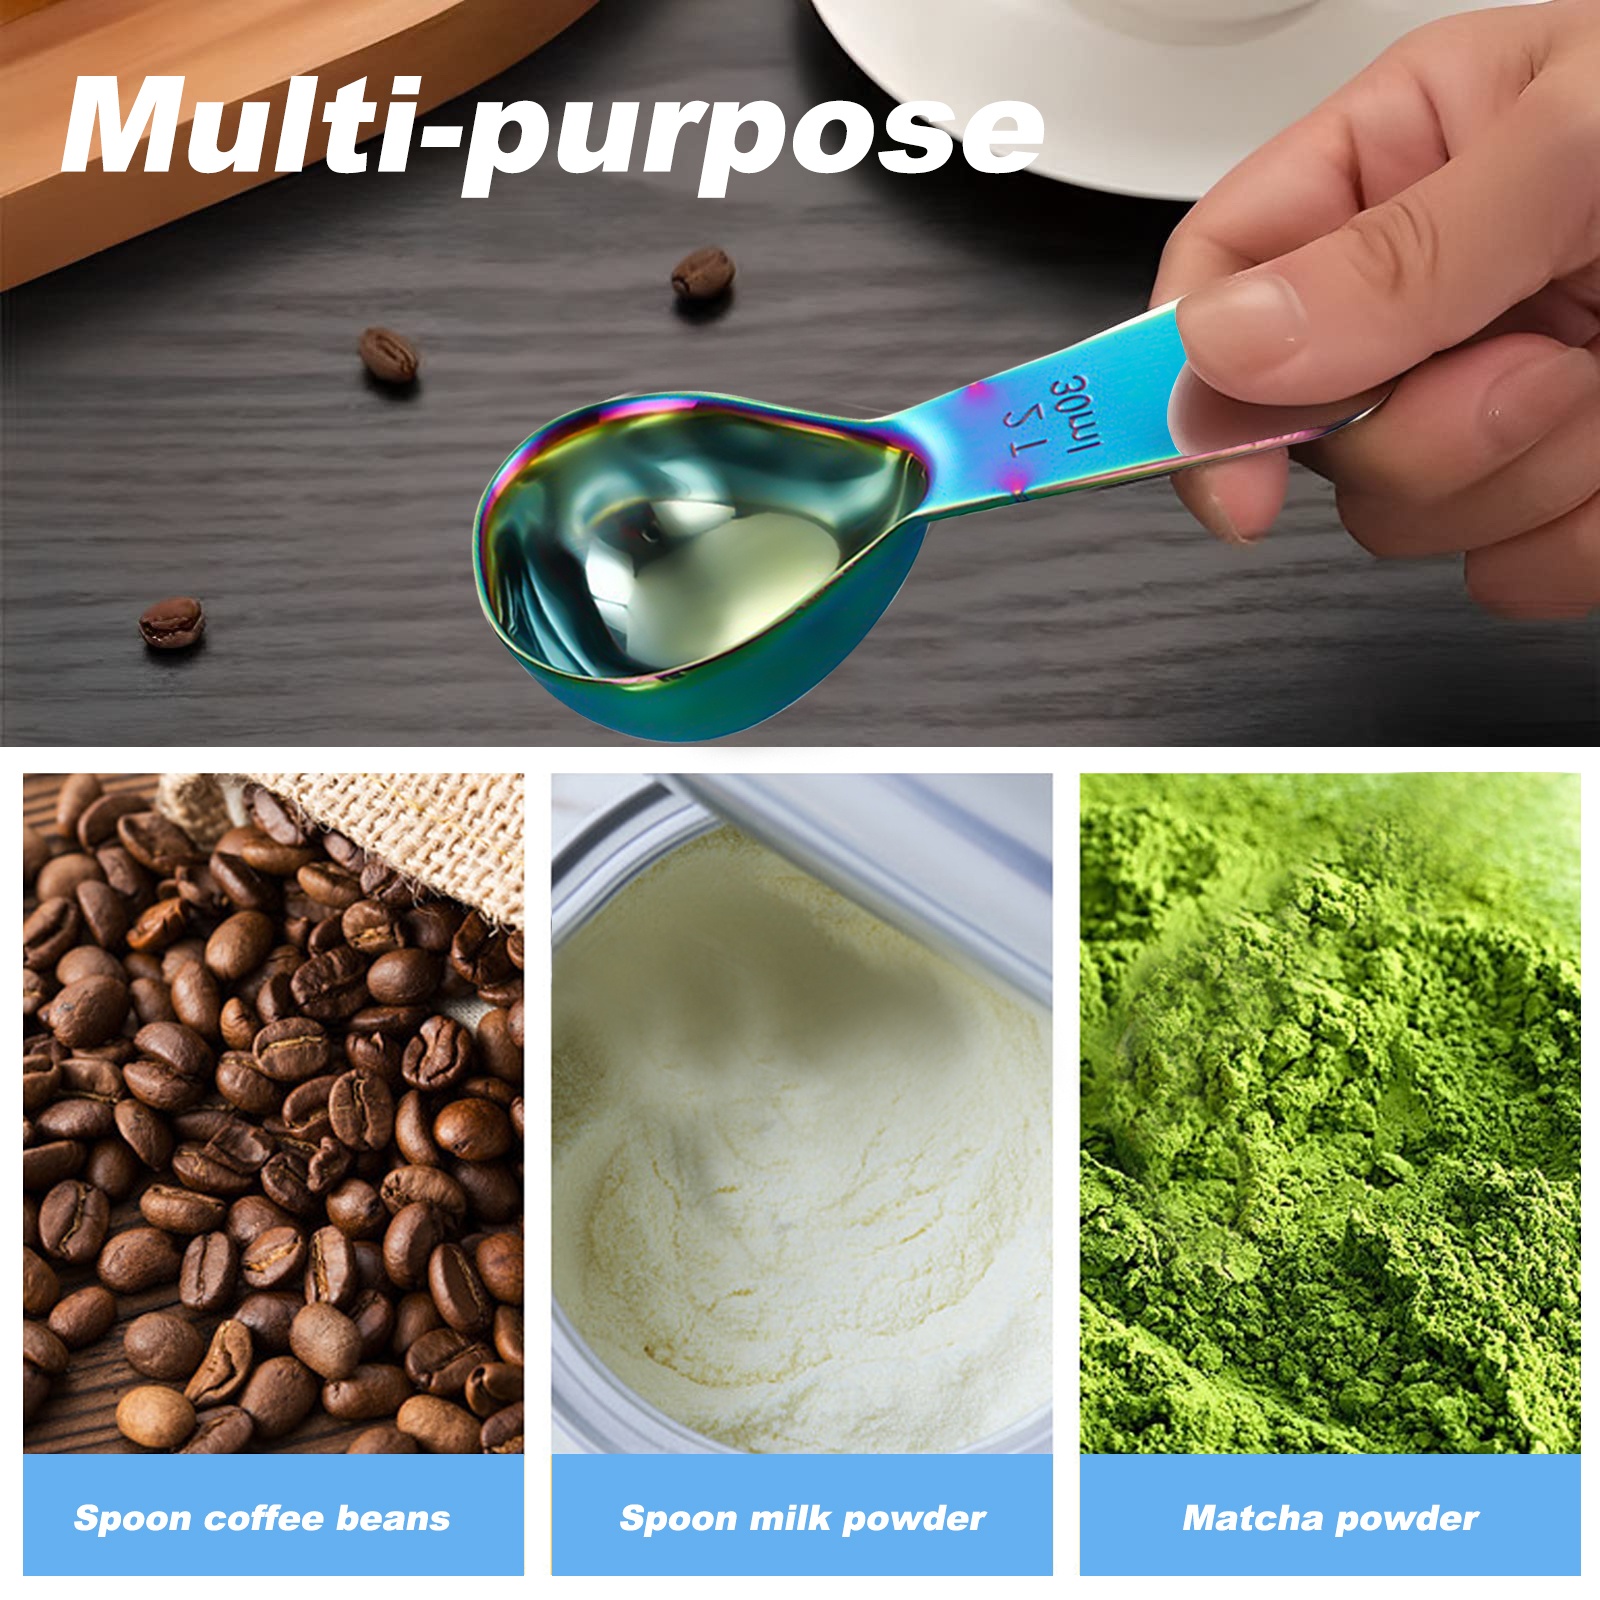 Multi-purpose
30ml
2 T
Spoon coffee beans
Spoon milk powder
Matcha powder